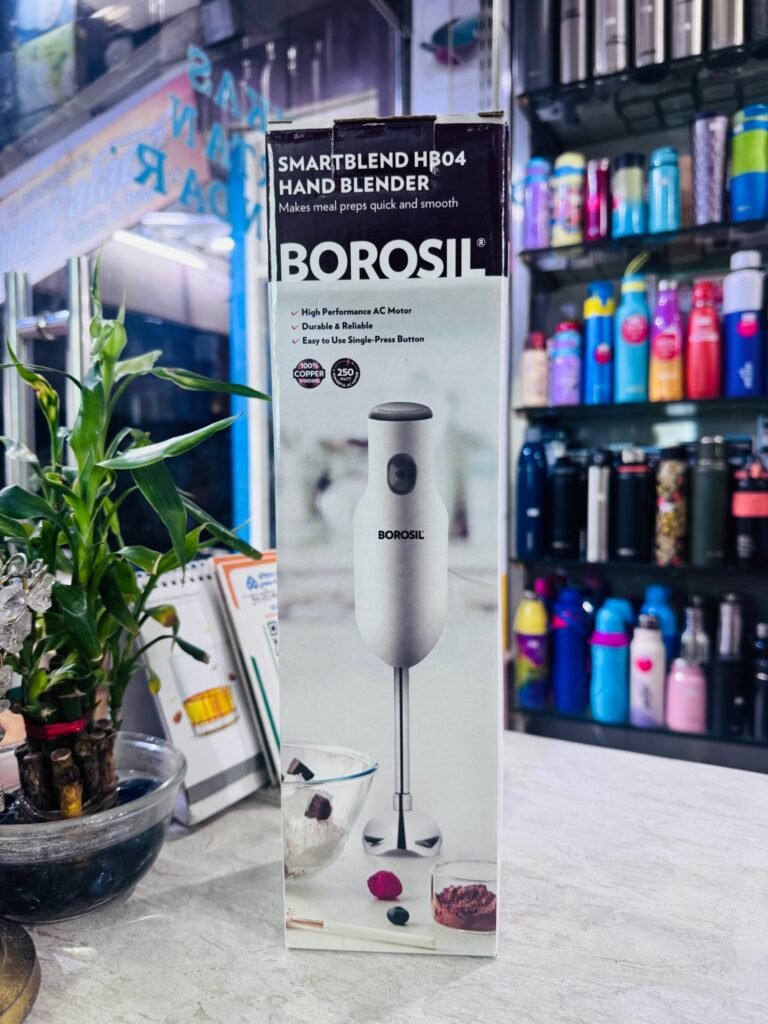 SMARTBLEND HB04
HAND BLENDER
Makes meal preps quick and smooth
BOROSIL®
High Performance AC Motor
Durable & Reliable
Easy to Use Single-Press Button
100%
COPPER
WINDING
250
WATT
BOROSIL